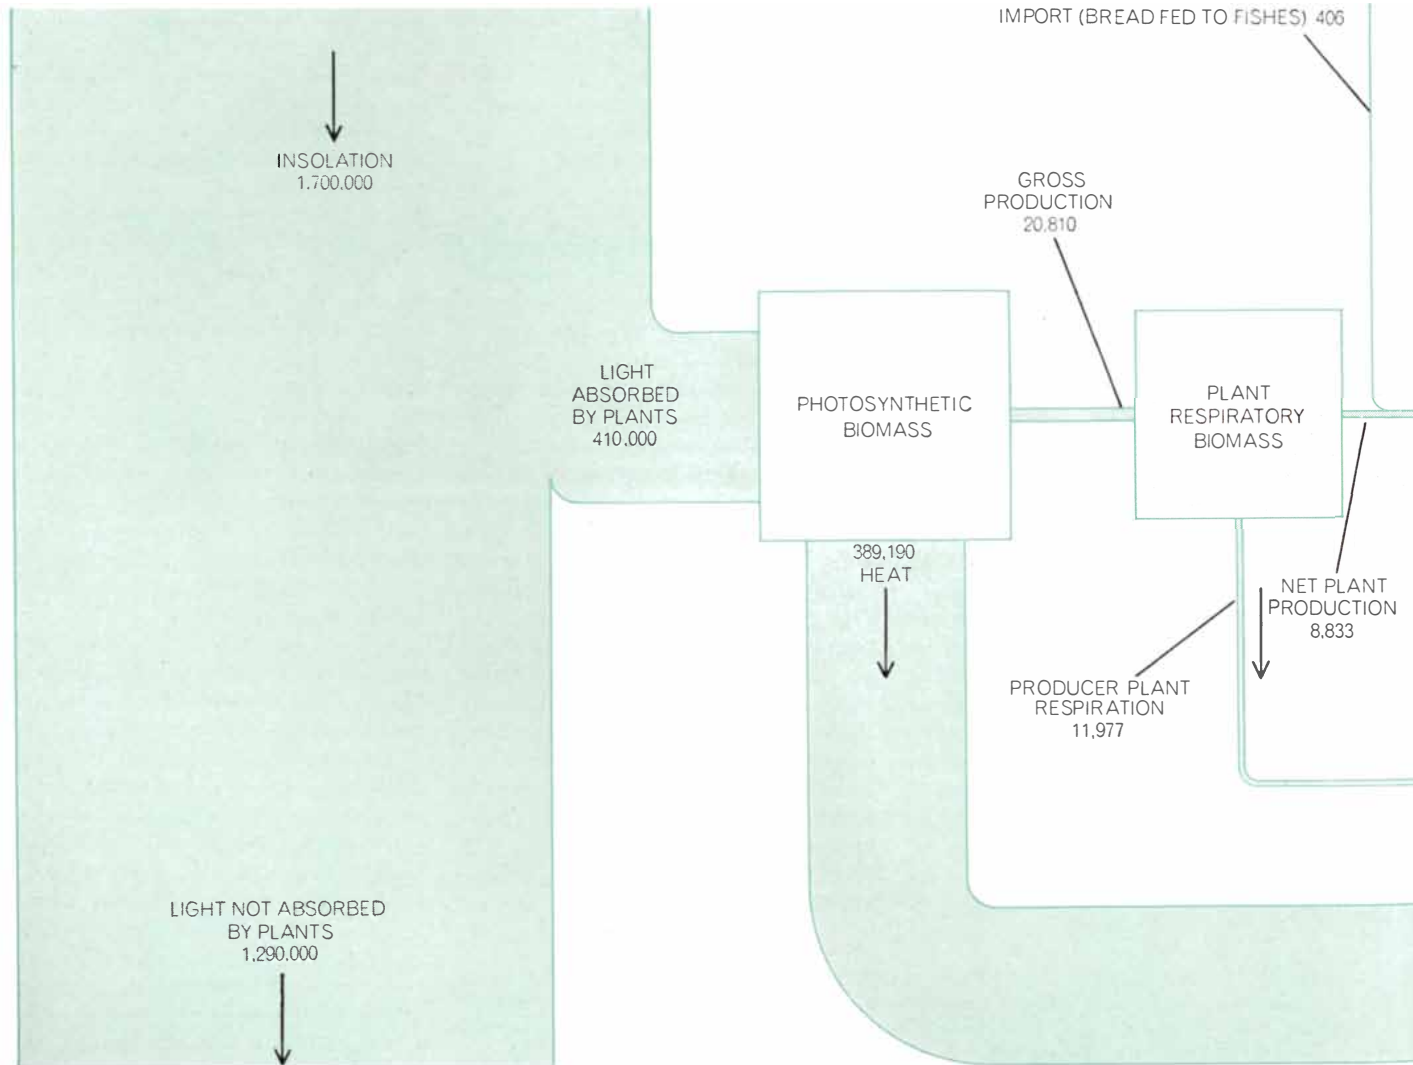 IMPORT (BREAD FED TO FISHES) 406
INSOLATION
1,700,000
GROSS
PRODUCTION
20,810
LIGHT
ABSORBED
BY PLANTS
410,000
PHOTOSYNTHETIC
BIOMASS
PLANT
RESPIRATORY
BIOMASS
389,190
HEAT
NET PLANT
PRODUCTION
8,833
PRODUCER PLANT
RESPIRATION
11,977
LIGHT NOT ABSORBED
BY PLANTS
1,290,000